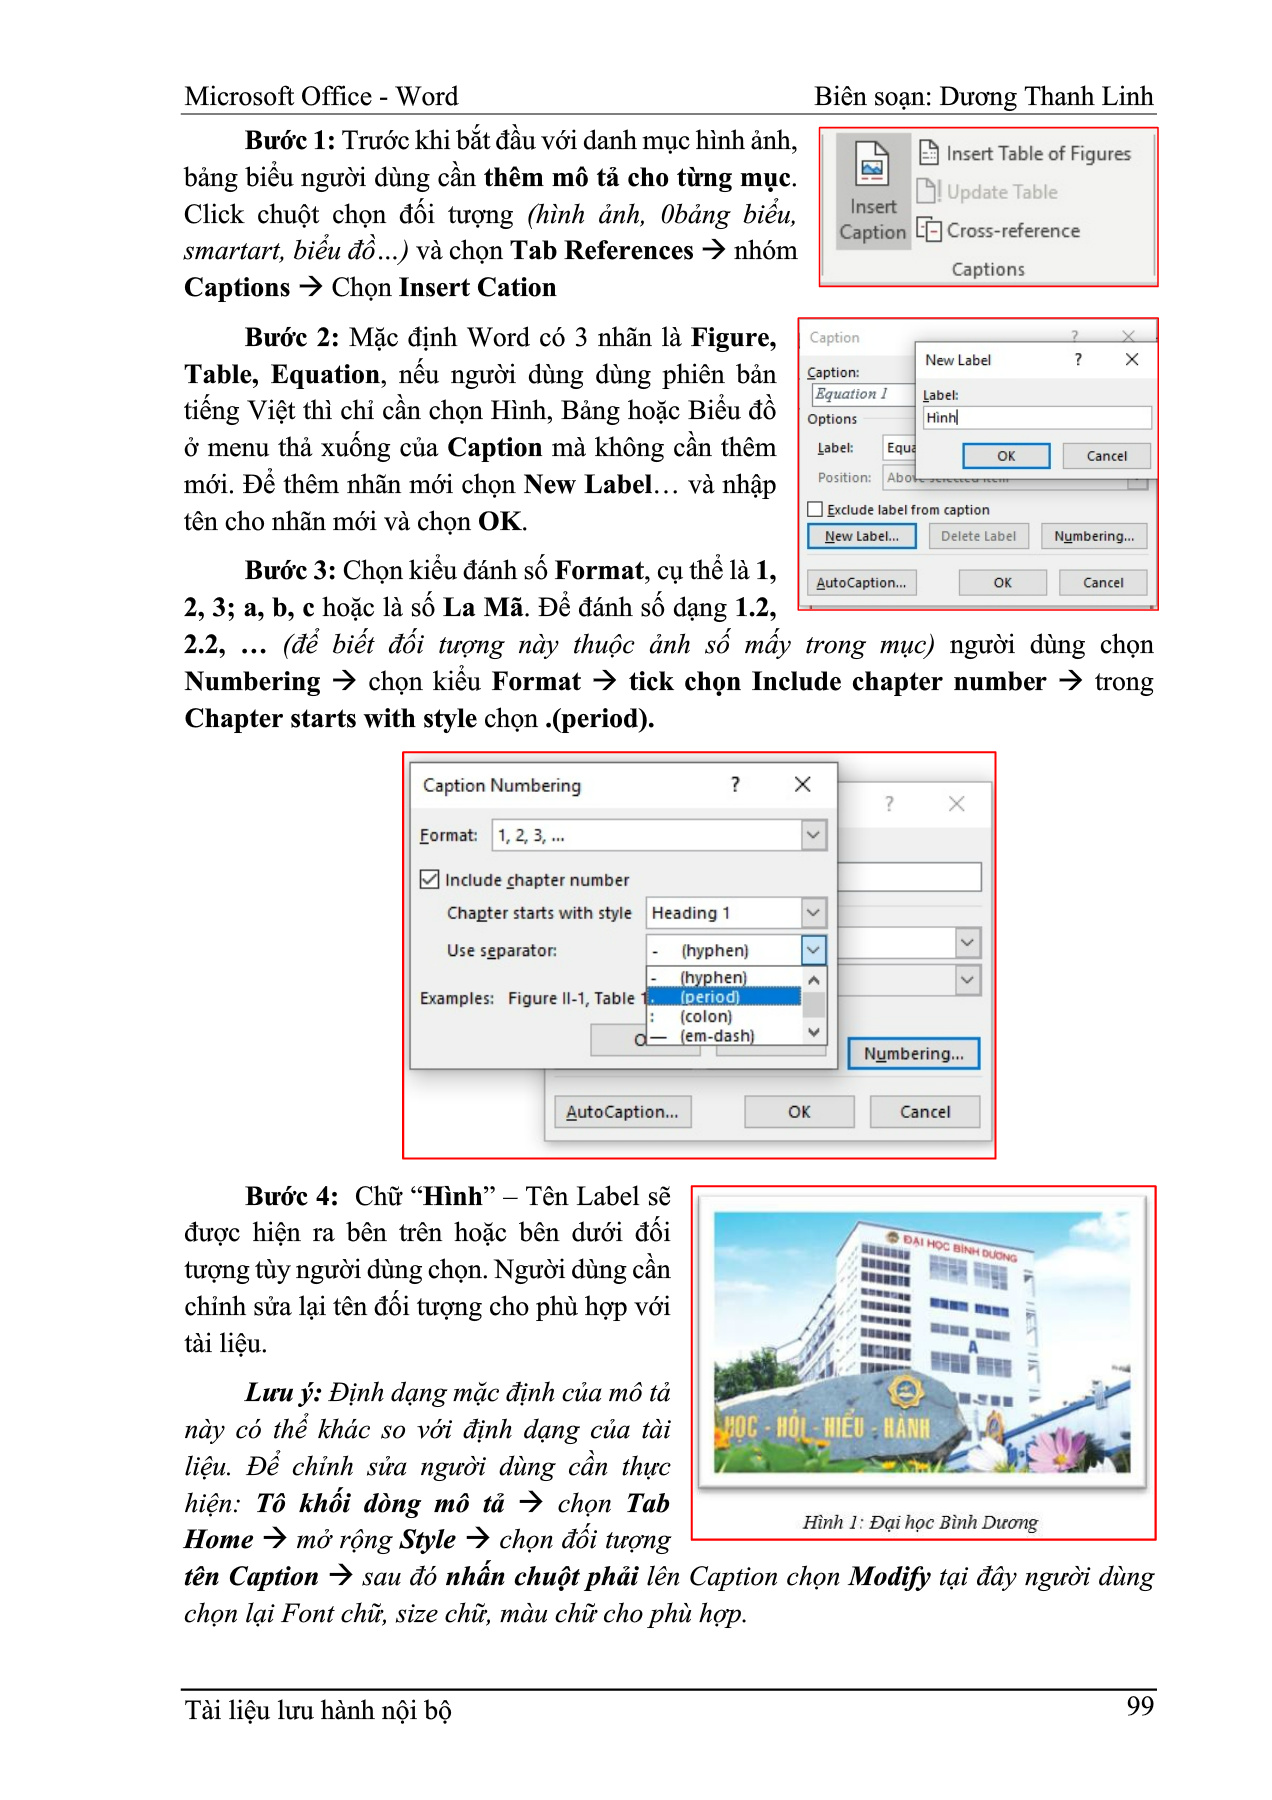 Microsoft Office - Word
Biên soạn: Dương Thanh Linh
Bước 1: Trước khi bắt đầu với danh mục hình ảnh,
bảng biểu người dùng cần thêm mô tả cho từng mục.
Click chuột chọn đối tượng (hình ảnh, 0bảng biểu,
smartart, biểu đồ…) và chọn Tab References → nhóm
Captions → Chọn Insert Cation
Insert
Caption
Insert Table of Figures
Update Table
Cross-reference
Captions
Bước 2: Mặc định Word có 3 nhãn là Figure,
Table, Equation, nếu người dùng dùng phiên bản
tiếng Việt thì chỉ cần chọn Hình, Bảng hoặc Biểu đồ
ở menu thả xuống của Caption mà không cần thêm
mới. Để thêm nhãn mới chọn New Label… và nhập
tên cho nhãn mới và chọn OK.
Caption ? ×
Caption:
Equation 1
Options
Label: Equa
Position:
Exclude label from caption
New Label... Delete Label Numbering...
AutoCaption... OK Cancel
New Label ? ×
Label:
Hình
OK Cancel
Bước 3: Chọn kiểu đánh số Format, cụ thể là 1,
2, 3; a, b, c hoặc là số La Mã. Để đánh số dạng 1.2,
2.2, … (để biết đối tượng này thuộc ảnh số mấy trong mục) người dùng chọn
Numbering → chọn kiểu Format → tick chọn Include chapter number → trong
Chapter starts with style chọn .(period).
Caption Numbering ? ×
Format: 1, 2, 3, ...
Include chapter number
Chapter starts with style Heading 1
Use separator: - (hyphen)
- (hyphen)
Examples: Figure II-1, Table 1
. (period)
: (colon)
— (em-dash)
? ×
Numbering...
AutoCaption... OK Cancel
Bước 4: Chữ “Hình” – Tên Label sẽ
được hiện ra bên trên hoặc bên dưới đối
tượng tùy người dùng chọn. Người dùng cần
chỉnh sửa lại tên đối tượng cho phù hợp với
tài liệu.
ĐẠI HỌC BÌNH DƯƠNG
A
HỌC - HỎI - HIỂU - HÀNH
Hình 1: Đại học Bình Dương
Lưu ý: Định dạng mặc định của mô tả
này có thể khác so với định dạng của tài
liệu. Để chỉnh sửa người dùng cần thực
hiện: Tô khối dòng mô tả → chọn Tab
Home → mở rộng Style → chọn đối tượng
tên Caption → sau đó nhấn chuột phải lên Caption chọn Modify tại đây người dùng
chọn lại Font chữ, size chữ, màu chữ cho phù hợp.
Tài liệu lưu hành nội bộ
99